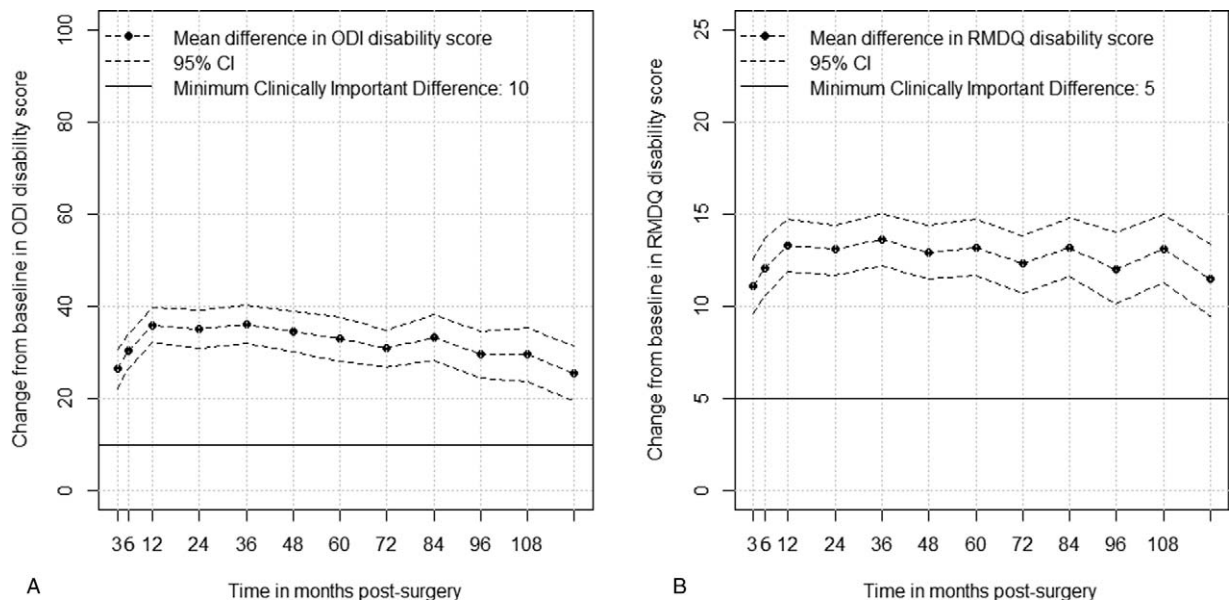 Change from baseline in ODI disability score
100
80
60
40
20
0
Mean difference in ODI disability score
95% CI
Minimum Clinically Important Difference: 10
3 6 12 24 36 48 60 72 84 96 108
Time in months post-surgery
A
Change from baseline in RMDQ disability score
25
20
15
10
5
0
Mean difference in RMDQ disability score
95% CI
Minimum Clinically Important Difference: 5
3 6 12 24 36 48 60 72 84 96 108
Time in months post-surgery
B